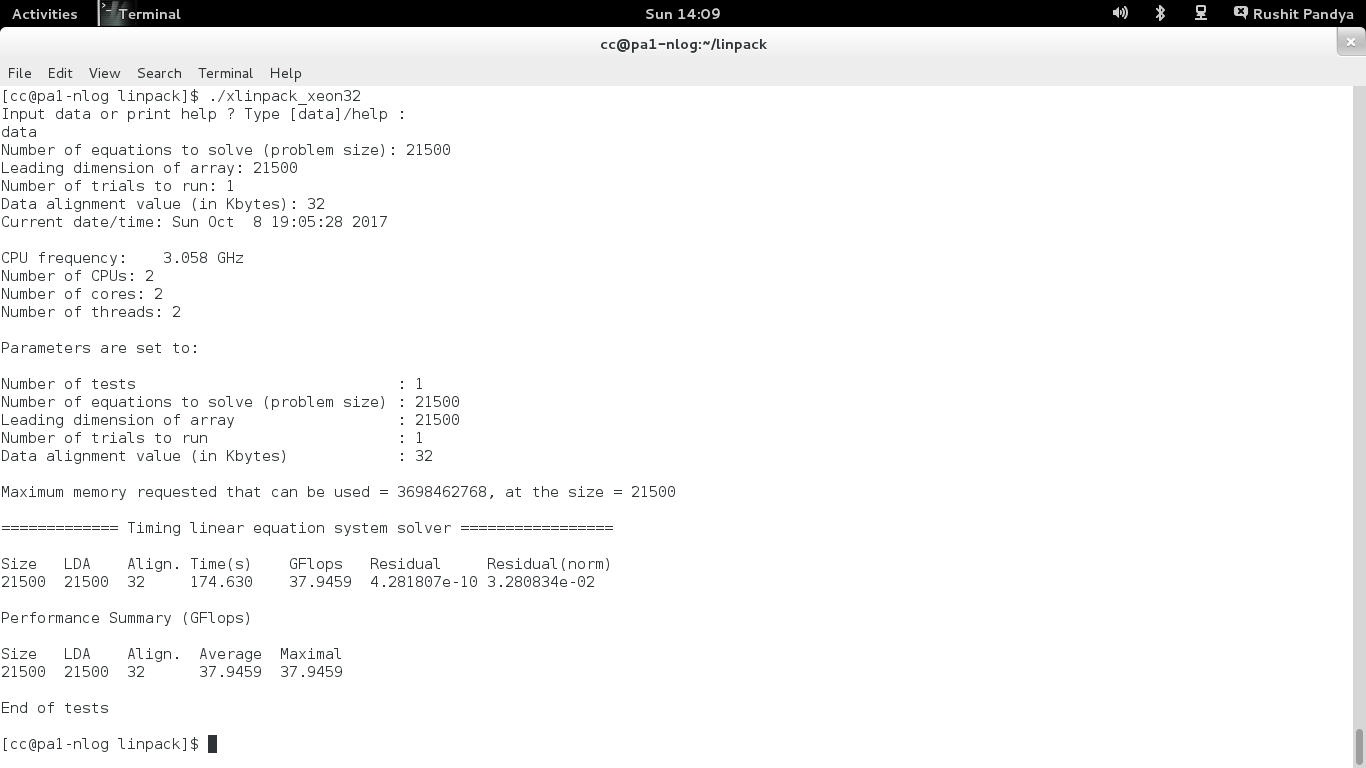 Activities Terminal Sun 14:09 Rushit Pandya
cc@pa1-nlog:~/linpack
File Edit View Search Terminal Help
[cc@pa1-nlog linpack]$ ./xlinpack_xeon32
Input data or print help ? Type [data]/help :
data
Number of equations to solve (problem size): 21500
Leading dimension of array: 21500
Number of trials to run: 1
Data alignment value (in Kbytes): 32
Current date/time: Sun Oct  8 19:05:28 2017
CPU frequency:    3.058 GHz
Number of CPUs: 2
Number of cores: 2
Number of threads: 2
Parameters are set to:
Number of tests                             : 1
Number of equations to solve (problem size) : 21500
Leading dimension of array                  : 21500
Number of trials to run                     : 1
Data alignment value (in Kbytes)            : 32
Maximum memory requested that can be used = 3698462768, at the size = 21500
============= Timing linear equation system solver =================
Size   LDA    Align. Time(s)    GFlops   Residual     Residual(norm)
21500  21500  32     174.630    37.9459  4.281807e-10 3.280834e-02
Performance Summary (GFlops)
Size   LDA    Align.  Average  Maximal
21500  21500  32      37.9459  37.9459
End of tests
[cc@pa1-nlog linpack]$